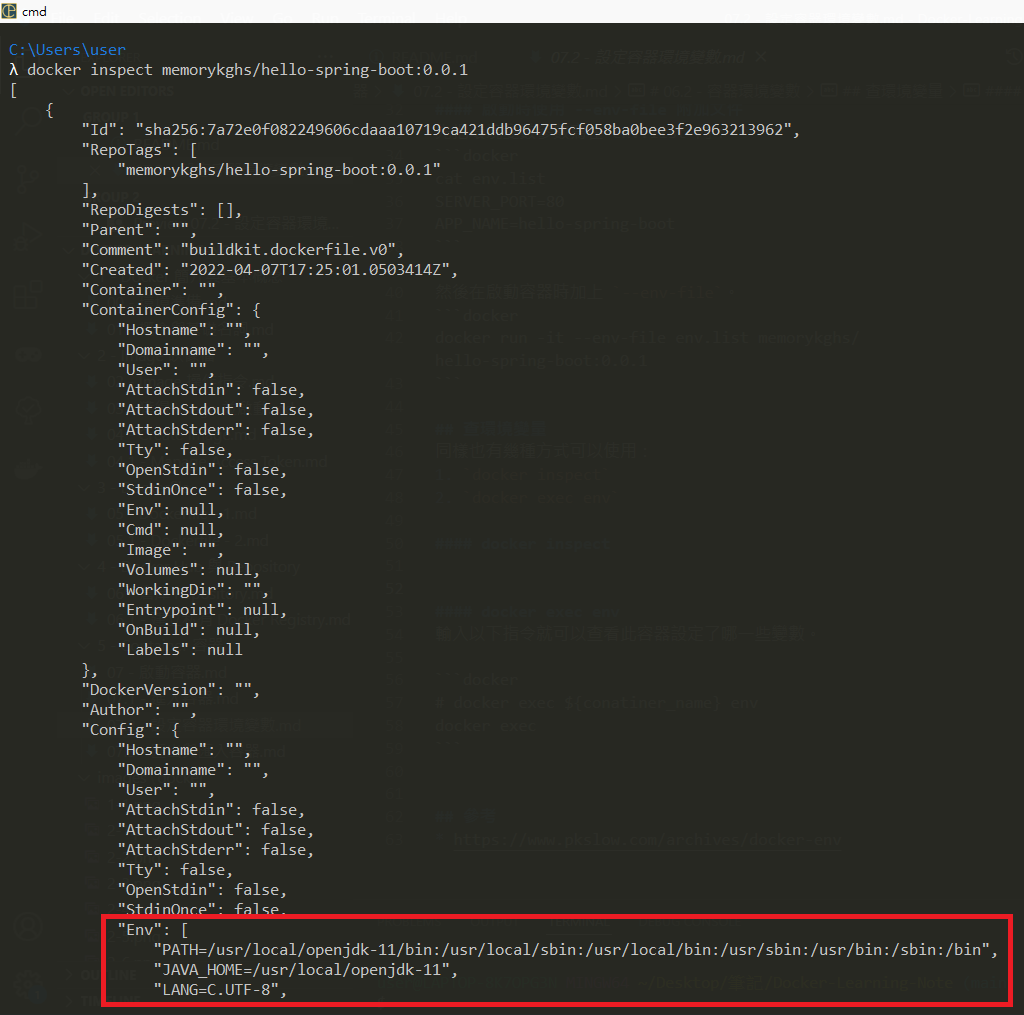 cmd
C:\Users\user
λ docker inspect memorykghs/hello-spring-boot:0.0.1
[
{
"Id": "sha256:7a72e0f082249606cdaaa10719ca421ddb96475fcf058ba0bee3f2e963213962",
"RepoTags": [
"memorykghs/hello-spring-boot:0.0.1"
],
"RepoDigests": [],
"Parent": "",
"Comment": "buildkit.dockerfile.v0",
"Created": "2022-04-07T17:25:01.0503414Z",
"Container": "",
"ContainerConfig": {
"Hostname": "",
"Domainname": "",
"User": "",
"AttachStdin": false,
"AttachStdout": false,
"AttachStderr": false,
"Tty": false,
"OpenStdin": false,
"StdinOnce": false,
"Env": null,
"Cmd": null,
"Image": "",
"Volumes": null,
"WorkingDir": "",
"Entrypoint": null,
"OnBuild": null,
"Labels": null
},
"DockerVersion": "",
"Author": "",
"Config": {
"Hostname": "",
"Domainname": "",
"User": "",
"AttachStdin": false,
"AttachStdout": false,
"AttachStderr": false,
"Tty": false,
"OpenStdin": false,
"StdinOnce": false,
"Env": [
"PATH=/usr/local/openjdk-11/bin:/usr/local/sbin:/usr/local/bin:/usr/sbin:/usr/bin:/sbin:/bin",
"JAVA_HOME=/usr/local/openjdk-11",
"LANG=C.UTF-8",